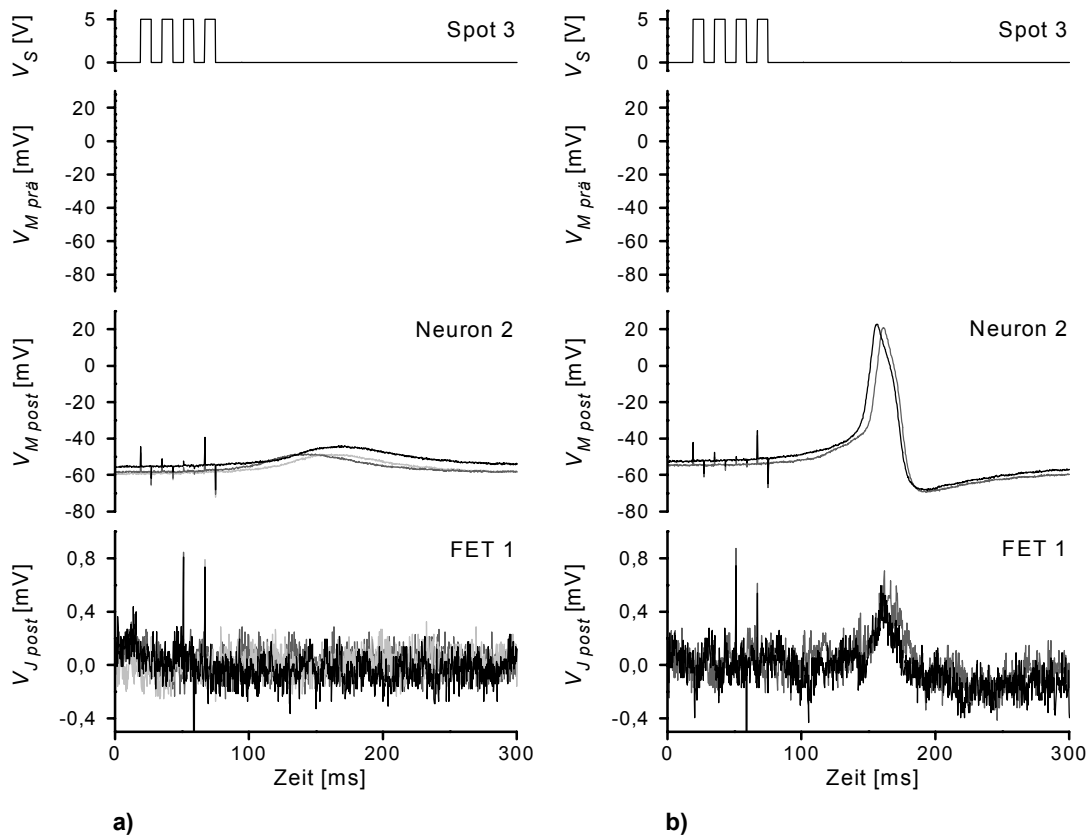 5
0
V_S [V]
Spot 3
20
0
-20
-40
-60
-80
V_M prä [mV]
20
0
-20
-40
-60
-80
V_M post [mV]
Neuron 2
0,8
0,4
0,0
-0,4
V_J post [mV]
FET 1
0 100 200 300
Zeit [ms]
a)
5
0
V_S [V]
Spot 3
20
0
-20
-40
-60
-80
V_M prä [mV]
20
0
-20
-40
-60
-80
V_M post [mV]
Neuron 2
0,8
0,4
0,0
-0,4
V_J post [mV]
FET 1
0 100 200 300
Zeit [ms]
b)